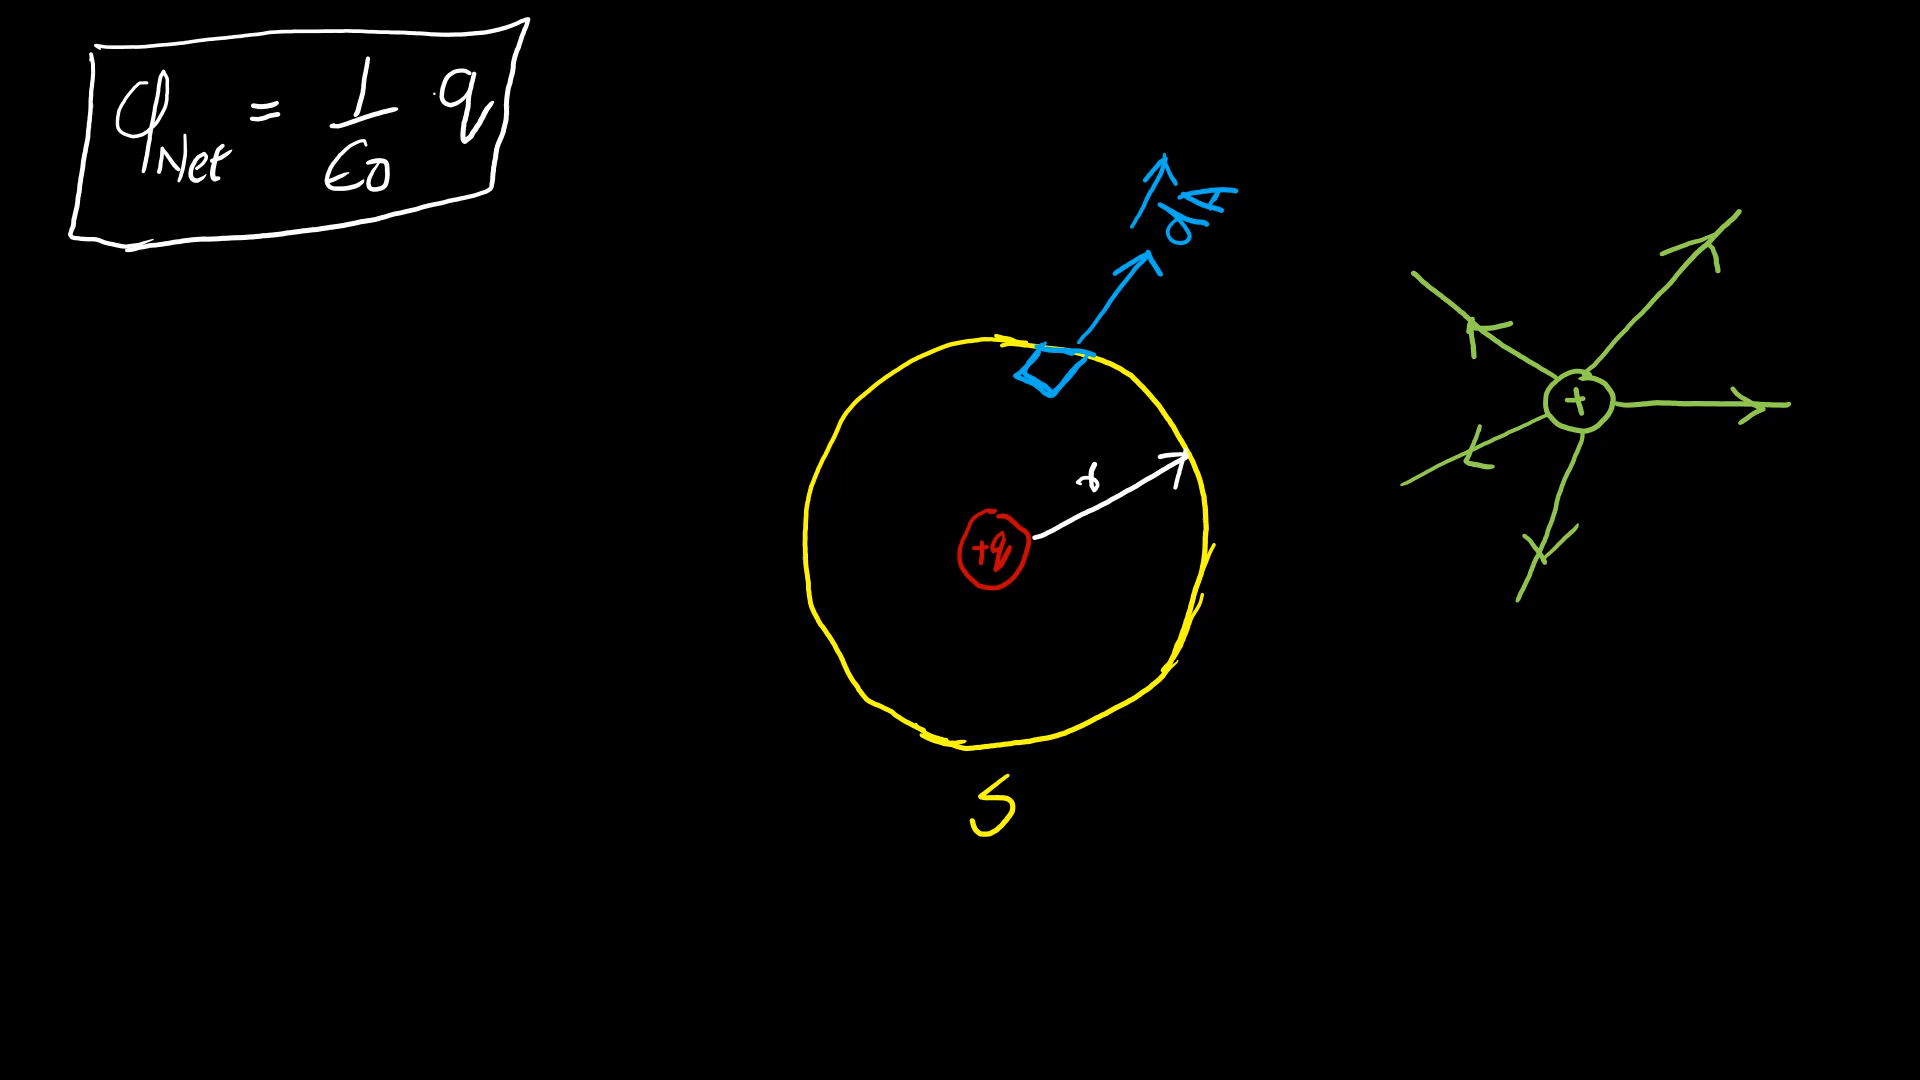 φNet = 1/ϵ0 · q
dA
+
r
+q
S